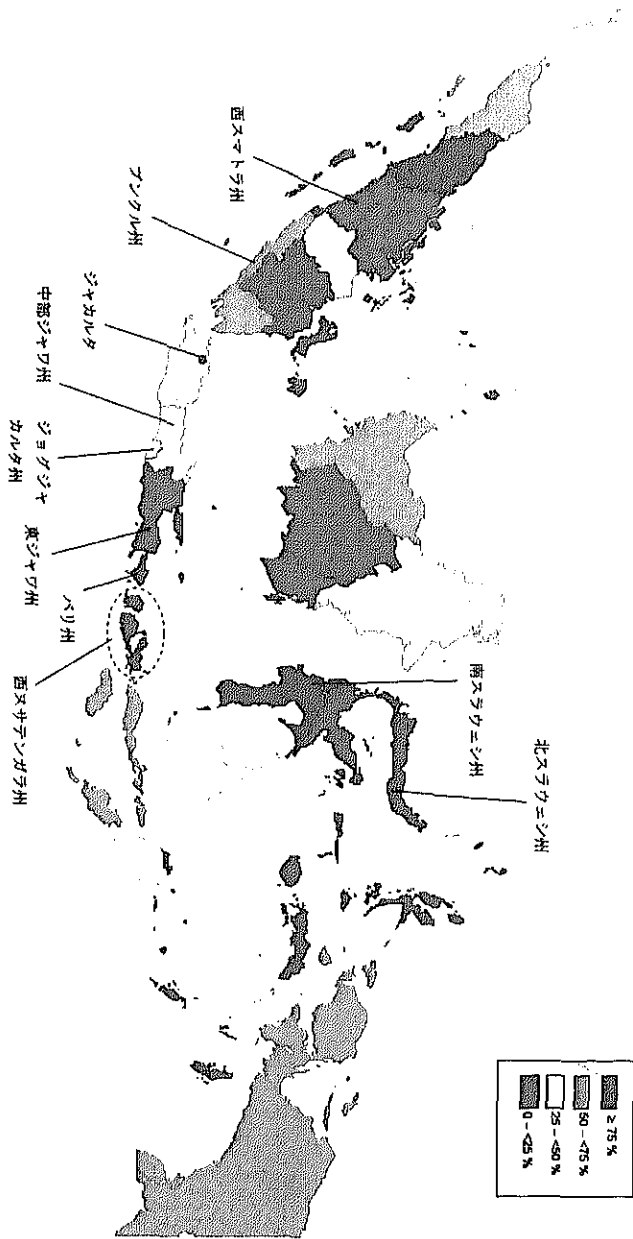 西スマトラ州
ブンクル州
ジャカルタ
中部ジャワ州
ジョグジャ
カルタ州
東ジャワ州
バリ州
西ヌサテンガラ州
南スラウェシ州
北スラウェシ州
≥ 75 %
50 – <75 %
25 – <50 %
0 – <25 %